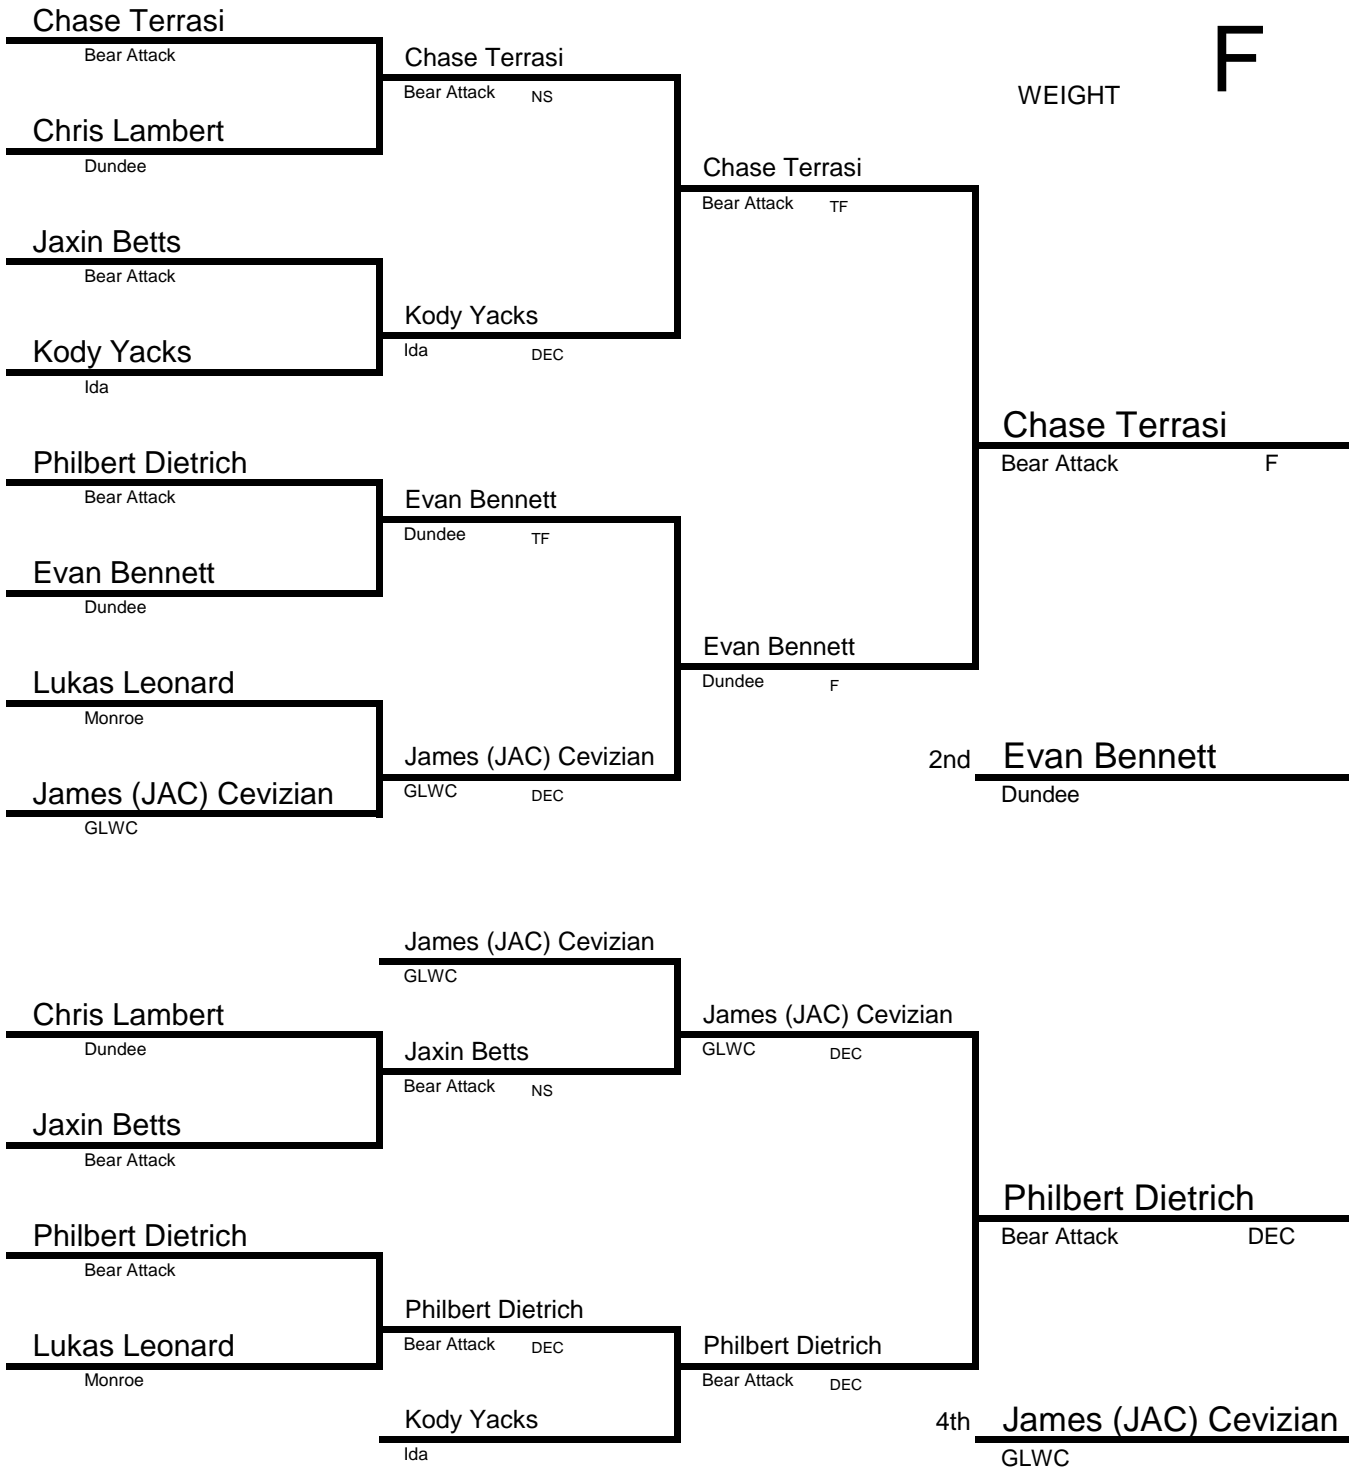 Chase Terrasi
Bear Attack
Chris Lambert
Dundee
Jaxin Betts
Bear Attack
Kody Yacks
Ida
Philbert Dietrich
Bear Attack
Evan Bennett
Dundee
Lukas Leonard
Monroe
James (JAC) Cevizian
GLWC
Chase Terrasi
Bear Attack NS
Kody Yacks
Ida DEC
Evan Bennett
Dundee TF
James (JAC) Cevizian
GLWC DEC
Chase Terrasi
Bear Attack TF
Evan Bennett
Dundee F
WEIGHT F
Chase Terrasi
Bear Attack F
2nd Evan Bennett
Dundee
Chris Lambert
Dundee
Jaxin Betts
Bear Attack
Philbert Dietrich
Bear Attack
Lukas Leonard
Monroe
James (JAC) Cevizian
GLWC
Jaxin Betts
Bear Attack NS
Philbert Dietrich
Bear Attack DEC
Kody Yacks
Ida
James (JAC) Cevizian
GLWC DEC
Philbert Dietrich
Bear Attack DEC
Philbert Dietrich
Bear Attack DEC
4th James (JAC) Cevizian
GLWC